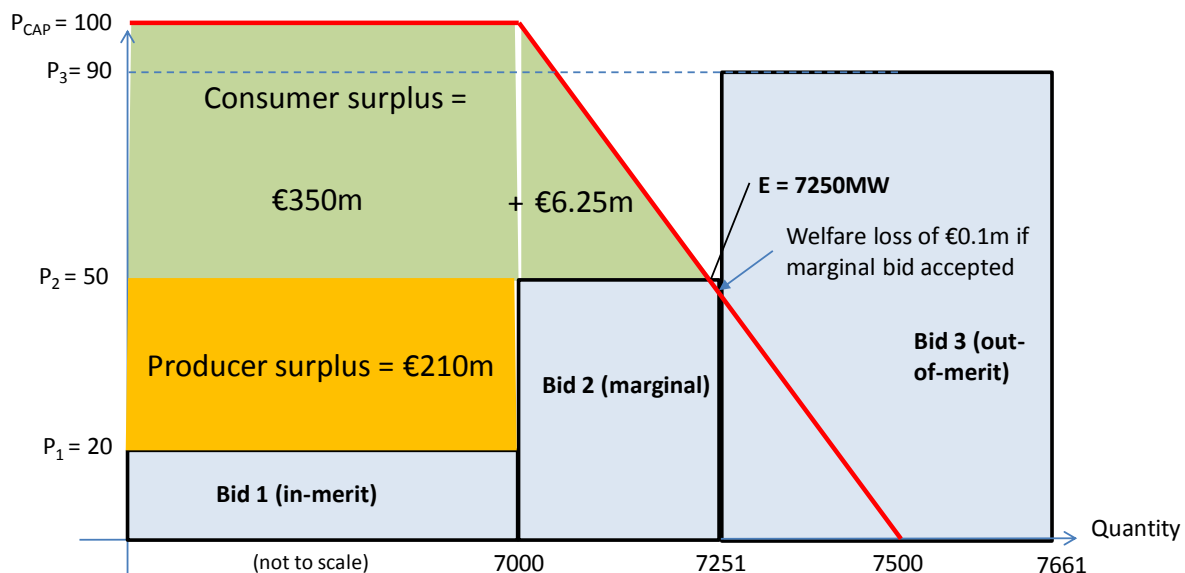 PCAP = 100
P3 = 90
Consumer surplus =
€350m
+ €6.25m
E = 7250MW
Welfare loss of €0.1m if
marginal bid accepted
P2 = 50
Producer surplus = €210m
Bid 2 (marginal)
Bid 3 (out-
of-merit)
P1 = 20
Bid 1 (in-merit)
Quantity
(not to scale)
7000
7251
7500
7661